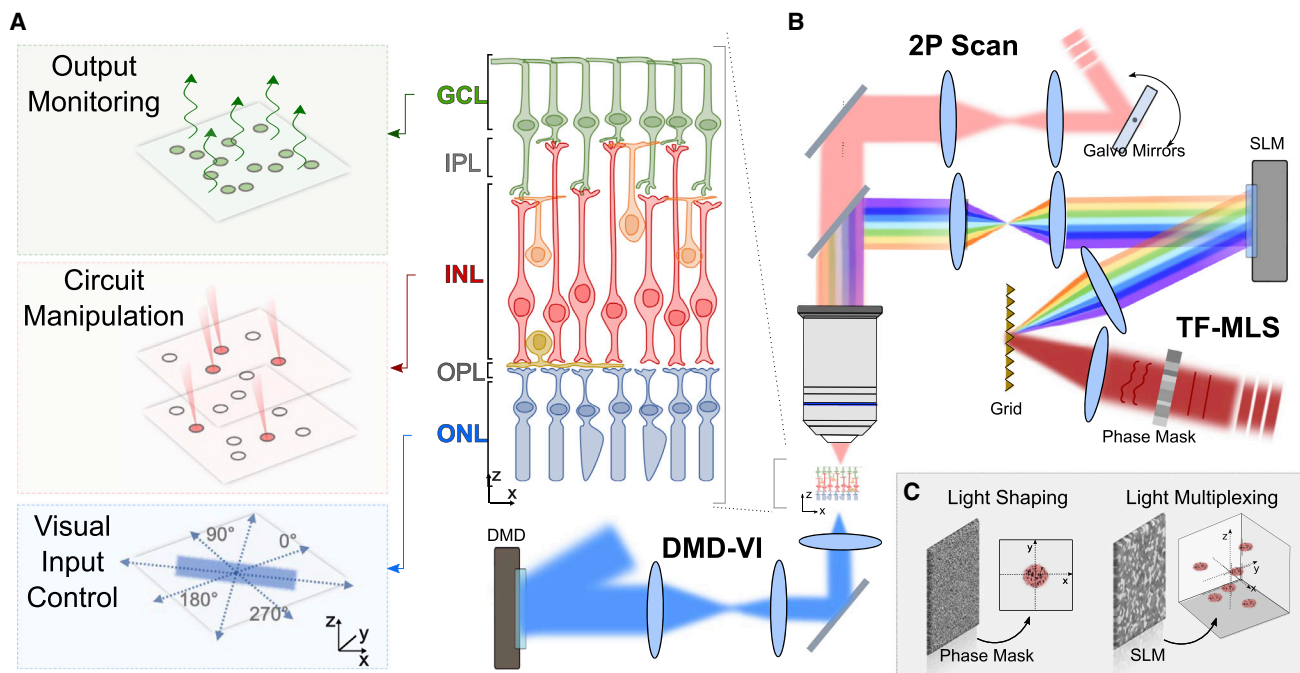 A
Output
Monitoring
Circuit
Manipulation
Visual
Input
Control
90°
0°
180°
270°
z
y
x
GCL
IPL
INL
OPL
ONL
z
x
B
2P Scan
Galvo Mirrors
SLM
TF-MLS
Grid
Phase Mask
z
x
DMD
DMD-VI
C
Light Shaping
y
x
Phase Mask
Light Multiplexing
z
y
x
SLM